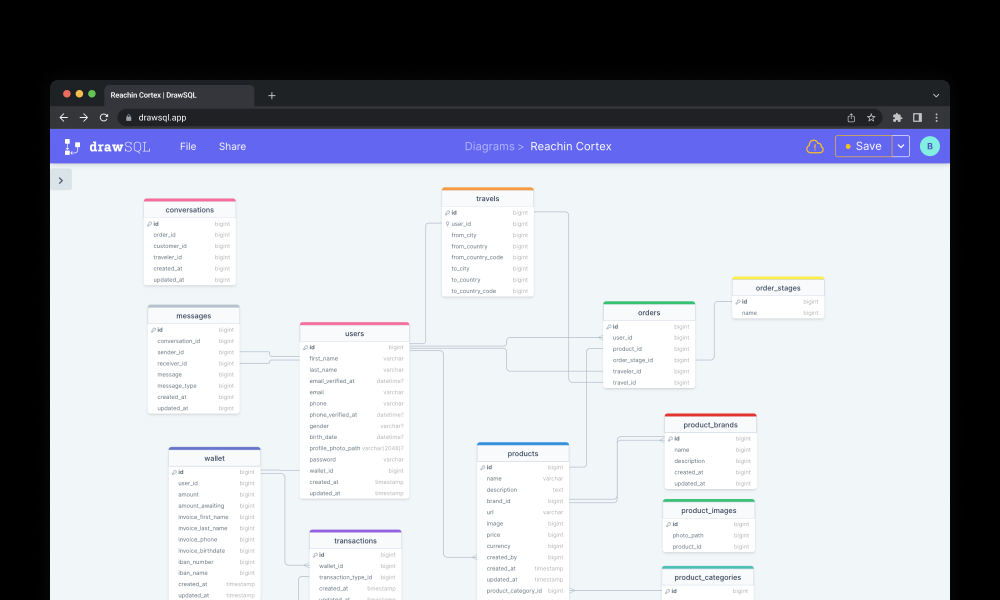 Reachin Cortex | DrawSQL
drawsql.app
drawSQL File Share Diagrams > Reachin Cortex Save B
conversations
id bigint
order_id bigint
customer_id bigint
traveler_id bigint
created_at bigint
updated_at bigint
travels
id bigint
user_id bigint
from_city bigint
from_country bigint
from_country_code bigint
to_city bigint
to_country bigint
to_country_code bigint
order_stages
id bigint
name bigint
messages
id bigint
conversation_id bigint
sender_id bigint
receiver_id bigint
message bigint
message_type bigint
created_at bigint
updated_at bigint
users
id bigint
first_name varchar
last_name varchar
email_verified_at datetime?
email varchar
phone varchar
phone_verified_at datetime?
gender varchar?
birth_date datetime?
profile_photo_path varchar(2048)?
password varchar
wallet_id bigint
created_at timestamp
updated_at timestamp
orders
id bigint
user_id bigint
product_id bigint
order_stage_id bigint
traveler_id bigint
travel_id bigint
product_brands
id bigint
name bigint
description bigint
created_at bigint
updated_at bigint
wallet
id bigint
user_id bigint
amount bigint
amount_awaiting bigint
invoice_first_name bigint
invoice_last_name bigint
invoice_phone bigint
invoice_birthdate bigint
iban_number bigint
iban_name bigint
created_at timestamp
updated_at timestamp
products
id bigint
name varchar
description text
brand_id bigint
url varchar
image bigint
price bigint
currency bigint
created_by bigint
created_at timestamp
updated_at timestamp
product_category_id bigint
product_images
id bigint
photo_path bigint
product_id bigint
transactions
id bigint
wallet_id bigint
transaction_type_id bigint
created_at timestamp
updated_at timestamp
product_categories
id bigint